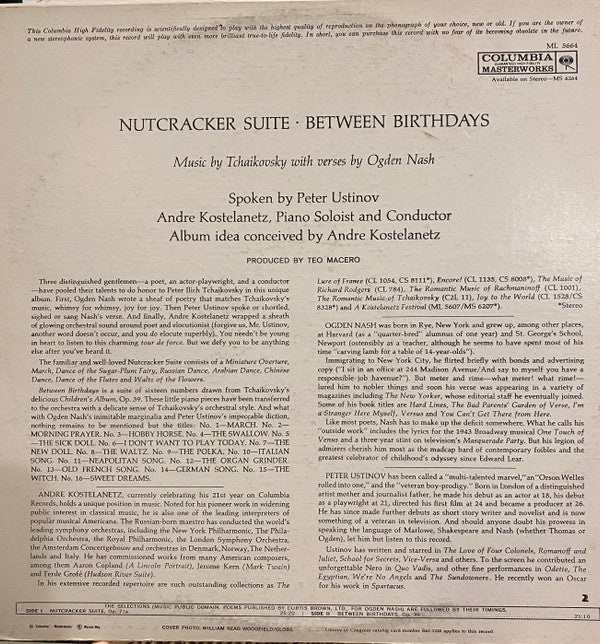 This Columbia High Fidelity recording is scientifically designed to play with the highest quality of reproduction on the phonograph of your choice, new or old. If you are the owner of
a new stereophonic system, this record will play with even more brilliant true-to-life fidelity. In short, you can purchase this record with no fear of its becoming obsolete in the future.
ML 5664
COLUMBIA
GUARANTEED HIGH FIDELITY
MASTERWORKS
Available on Stereo—MS 6264
NUTCRACKER SUITE · BETWEEN BIRTHDAYS
Music by Tchaikovsky with verses by Ogden Nash
Spoken by Peter Ustinov
Andre Kostelanetz, Piano Soloist and Conductor
Album idea conceived by Andre Kostelanetz
PRODUCED BY TEO MACERO
Three distinguished gentlemen—a poet, an actor-playwright, and a conductor
—have pooled their talents to do honor to Peter Ilich Tchaikovsky in this unique
album. First, Ogden Nash wrote a sheaf of poetry that matches Tchaikovsky's
music, whimsy for whimsy, joy for joy. Then Peter Ustinov spoke or chortled,
sighed or sang Nash's verse. And finally, Andre Kostelanetz wrapped a sheath
of glowing orchestral sound around poet and elocutionist (forgive us, Mr. Ustinov,
another word doesn't occur, and you do elocute superbly). You needn't be young
in heart to listen to this charming tour de force. But we defy you to be anything
else after you've heard it.
The familiar and well-loved Nutcracker Suite consists of a Miniature Overture,
March, Dance of the Sugar-Plum Fairy, Russian Dance, Arabian Dance, Chinese
Dance, Dance of the Flutes and Waltz of the Flowers.
Between Birthdays is a suite of sixteen numbers drawn from Tchaikovsky's
delicious Children's Album, Op. 39. These little piano pieces have been transferred
to the orchestra with a delicate sense of Tchaikovsky's orchestral style. And what
with Ogden Nash's inimitable marginalia and Peter Ustinov's impeccable diction,
nothing remains to be mentioned but the titles: No. 1—MARCH. No. 2—
MORNING PRAYER. No. 3—HOBBY HORSE. No. 4—THE SWALLOW. No. 5
—THE SICK DOLL. No. 6—I DON'T WANT TO PLAY TODAY. No. 7—THE
NEW DOLL. No. 8—THE WALTZ. No. 9—THE POLKA. No. 10—ITALIAN
SONG. No. 11—NEAPOLITAN SONG. No. 12—THE ORGAN GRINDER.
No. 13—OLD FRENCH SONG. No. 14—GERMAN SONG. No. 15—THE
WITCH. No. 16—SWEET DREAMS.
ANDRE KOSTELANETZ, currently celebrating his 21st year on Columbia
Records, holds a unique position in music. Noted for his pioneer work in widening
public interest in classical music, he is also one of the leading interpreters of
popular musical Americana. The Russian-born maestro has conducted the world's
leading symphony orchestras, including the New York Philharmonic, The Phila-
delphia Orchestra, the Royal Philharmonic, the London Symphony Orchestra,
the Amsterdam Concertgebouw and orchestras in Denmark, Norway, The Nether-
lands and Italy. He has commissioned works from many American composers,
among them Aaron Copland (A Lincoln Portrait), Jerome Kern (Mark Twain)
and Ferde Grofé (Hudson River Suite).
In his extensive recorded repertoire are such outstanding collections as The
Lure of France (CL 1054, CS 8111*), Encore! (CL 1135, CS 8008*), The Music of
Richard Rodgers (CL 784), The Romantic Music of Rachmaninoff (CL 1001),
The Romantic Music of Tchaikovsky (C2L 11), Joy to the World (CL 1528/CS
8328*) and A Kostelanetz Festival (ML 5607/MS 6207*). *Stereo
OGDEN NASH was born in Rye, New York and grew up, among other places,
at Harvard (as a "quarter-bred" alumnus of one year) and St. George's School,
Newport (ostensibly as a teacher, although he seems to have spent most of his
time "carving lamb for a table of 14-year-olds").
Immigrating to New York City, he flirted briefly with bonds and advertising
copy ("I sit in an office at 244 Madison Avenue/And say to myself you have a
responsible job havenue?"). But meter and rime—what meter! what rime!—
lured him to nobler things and soon his verse was appearing in a variety of
magazines including The New Yorker, whose editorial staff he eventually joined.
Some of his book titles are Hard Lines, The Bad Parents' Garden of Verse, I'm
a Stranger Here Myself, Versus and You Can't Get There from Here.
Like most poets, Nash has to make up the deficit somewhere. What he calls his
"outside work" includes the lyrics for the 1943 Broadway musical One Touch of
Venus and a three year stint on television's Masquerade Party. But his legion of
admirers cherish him most as the madcap bard of contemporary foibles and the
greatest celebrator of childhood's odyssey since Edward Lear.
PETER USTINOV has been called a "multi-talented marvel," an "Orson Welles
rolled into one," and the "veteran boy-prodigy." Born in London of a distinguished
artist mother and journalist father, he made his debut as an actor at 18, his debut
as a playwright at 21, directed his first film at 24 and became a producer at 26.
He has since made further debuts as short story writer and novelist and is now
something of a veteran in television. And should anyone doubt his prowess in
speaking the language of Marlowe, Shakespeare and Nash (whether Thomas or
Ogden), let him but listen to this record.
Ustinov has written and starred in The Love of Four Colonels, Romanoff and
Juliet, School for Secrets, Vice-Versa and others. To the screen he contributed an
unforgettable Nero in Quo Vadis, and other fine performances in Odette, The
Egyptian, We're No Angels and The Sundowners. He recently won an Oscar
for his work in Spartacus.
2
THE SELECTIONS (MUSIC PUBLIC DOMAIN, POEMS PUBLISHED BY CURTIS BROWN, LTD., FOR OGDEN NASH) ARE FOLLOWED BY THEIR TIMINGS.
SIDE I NUTCRACKER SUITE, Op. 71a 25:20 SIDE II BETWEEN BIRTHDAYS, Op. 39 21:10
COVER PHOTO: WILLIAM READ WOODFIELD/GLOBE
Library of Congress catalog card number applies to this record.